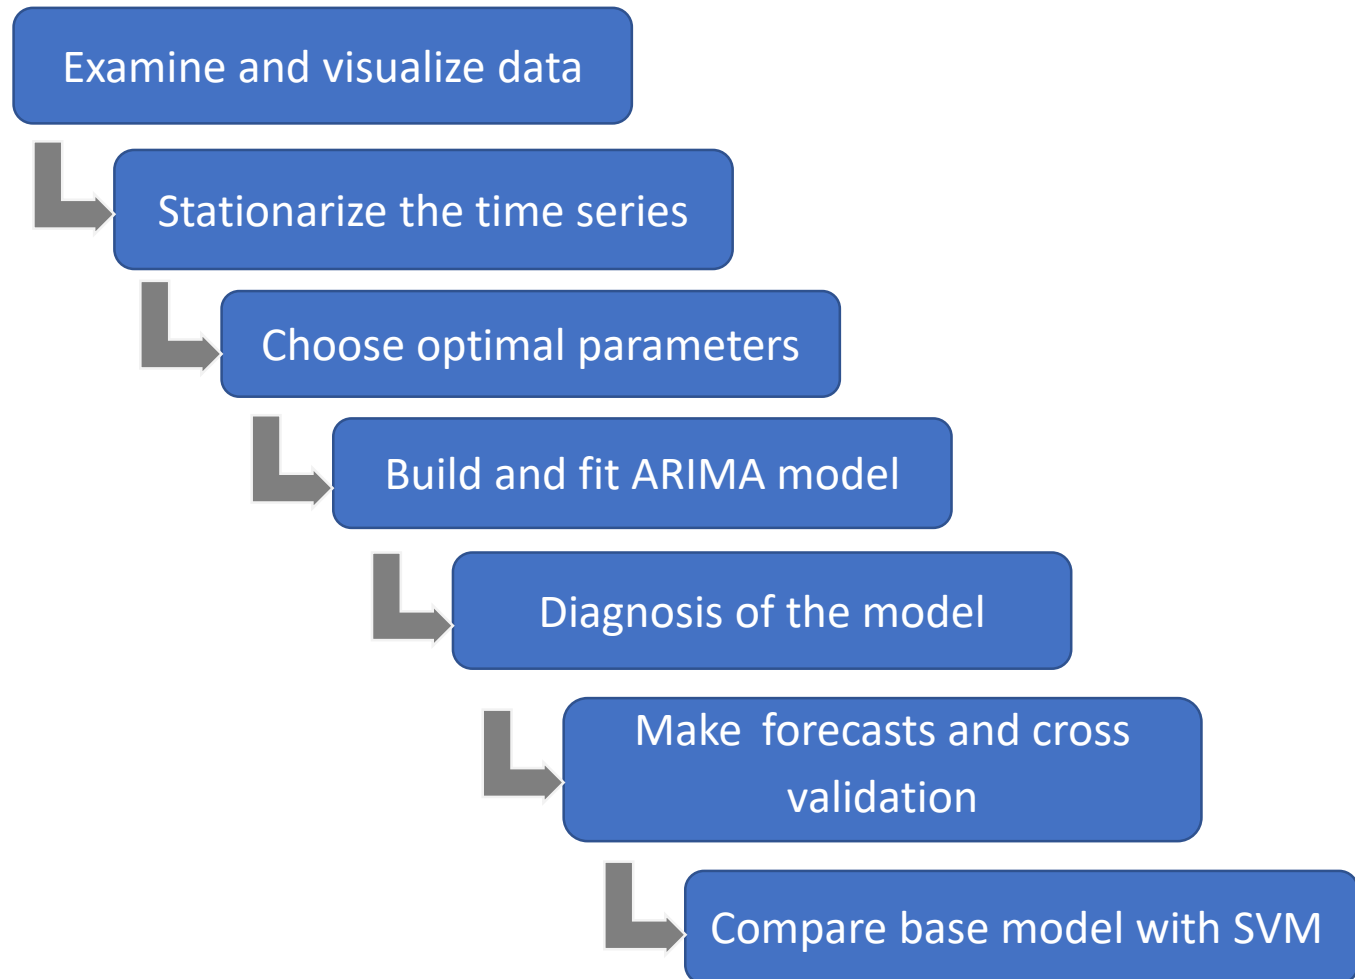 Examine and visualize data
Stationarize the time series
Choose optimal parameters
Build and fit ARIMA model
Diagnosis of the model
Make  forecasts and cross
validation
Compare base model with SVM